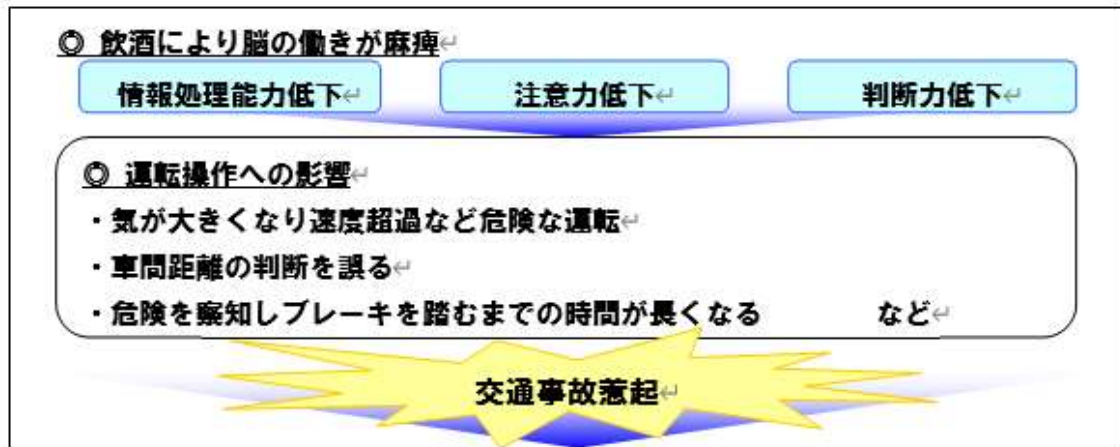 ◎ 飲酒により脳の働きが麻痺↵
情報処理能力低下↵ 注意力低下↵ 判断力低下↵
◎ 運転操作への影響↵
・気が大きくなり速度超過など危険な運転↵
・車間距離の判断を誤る↵
・危険を察知しブレーキを踏むまでの時間が長くなる など↵
交通事故惹起↵